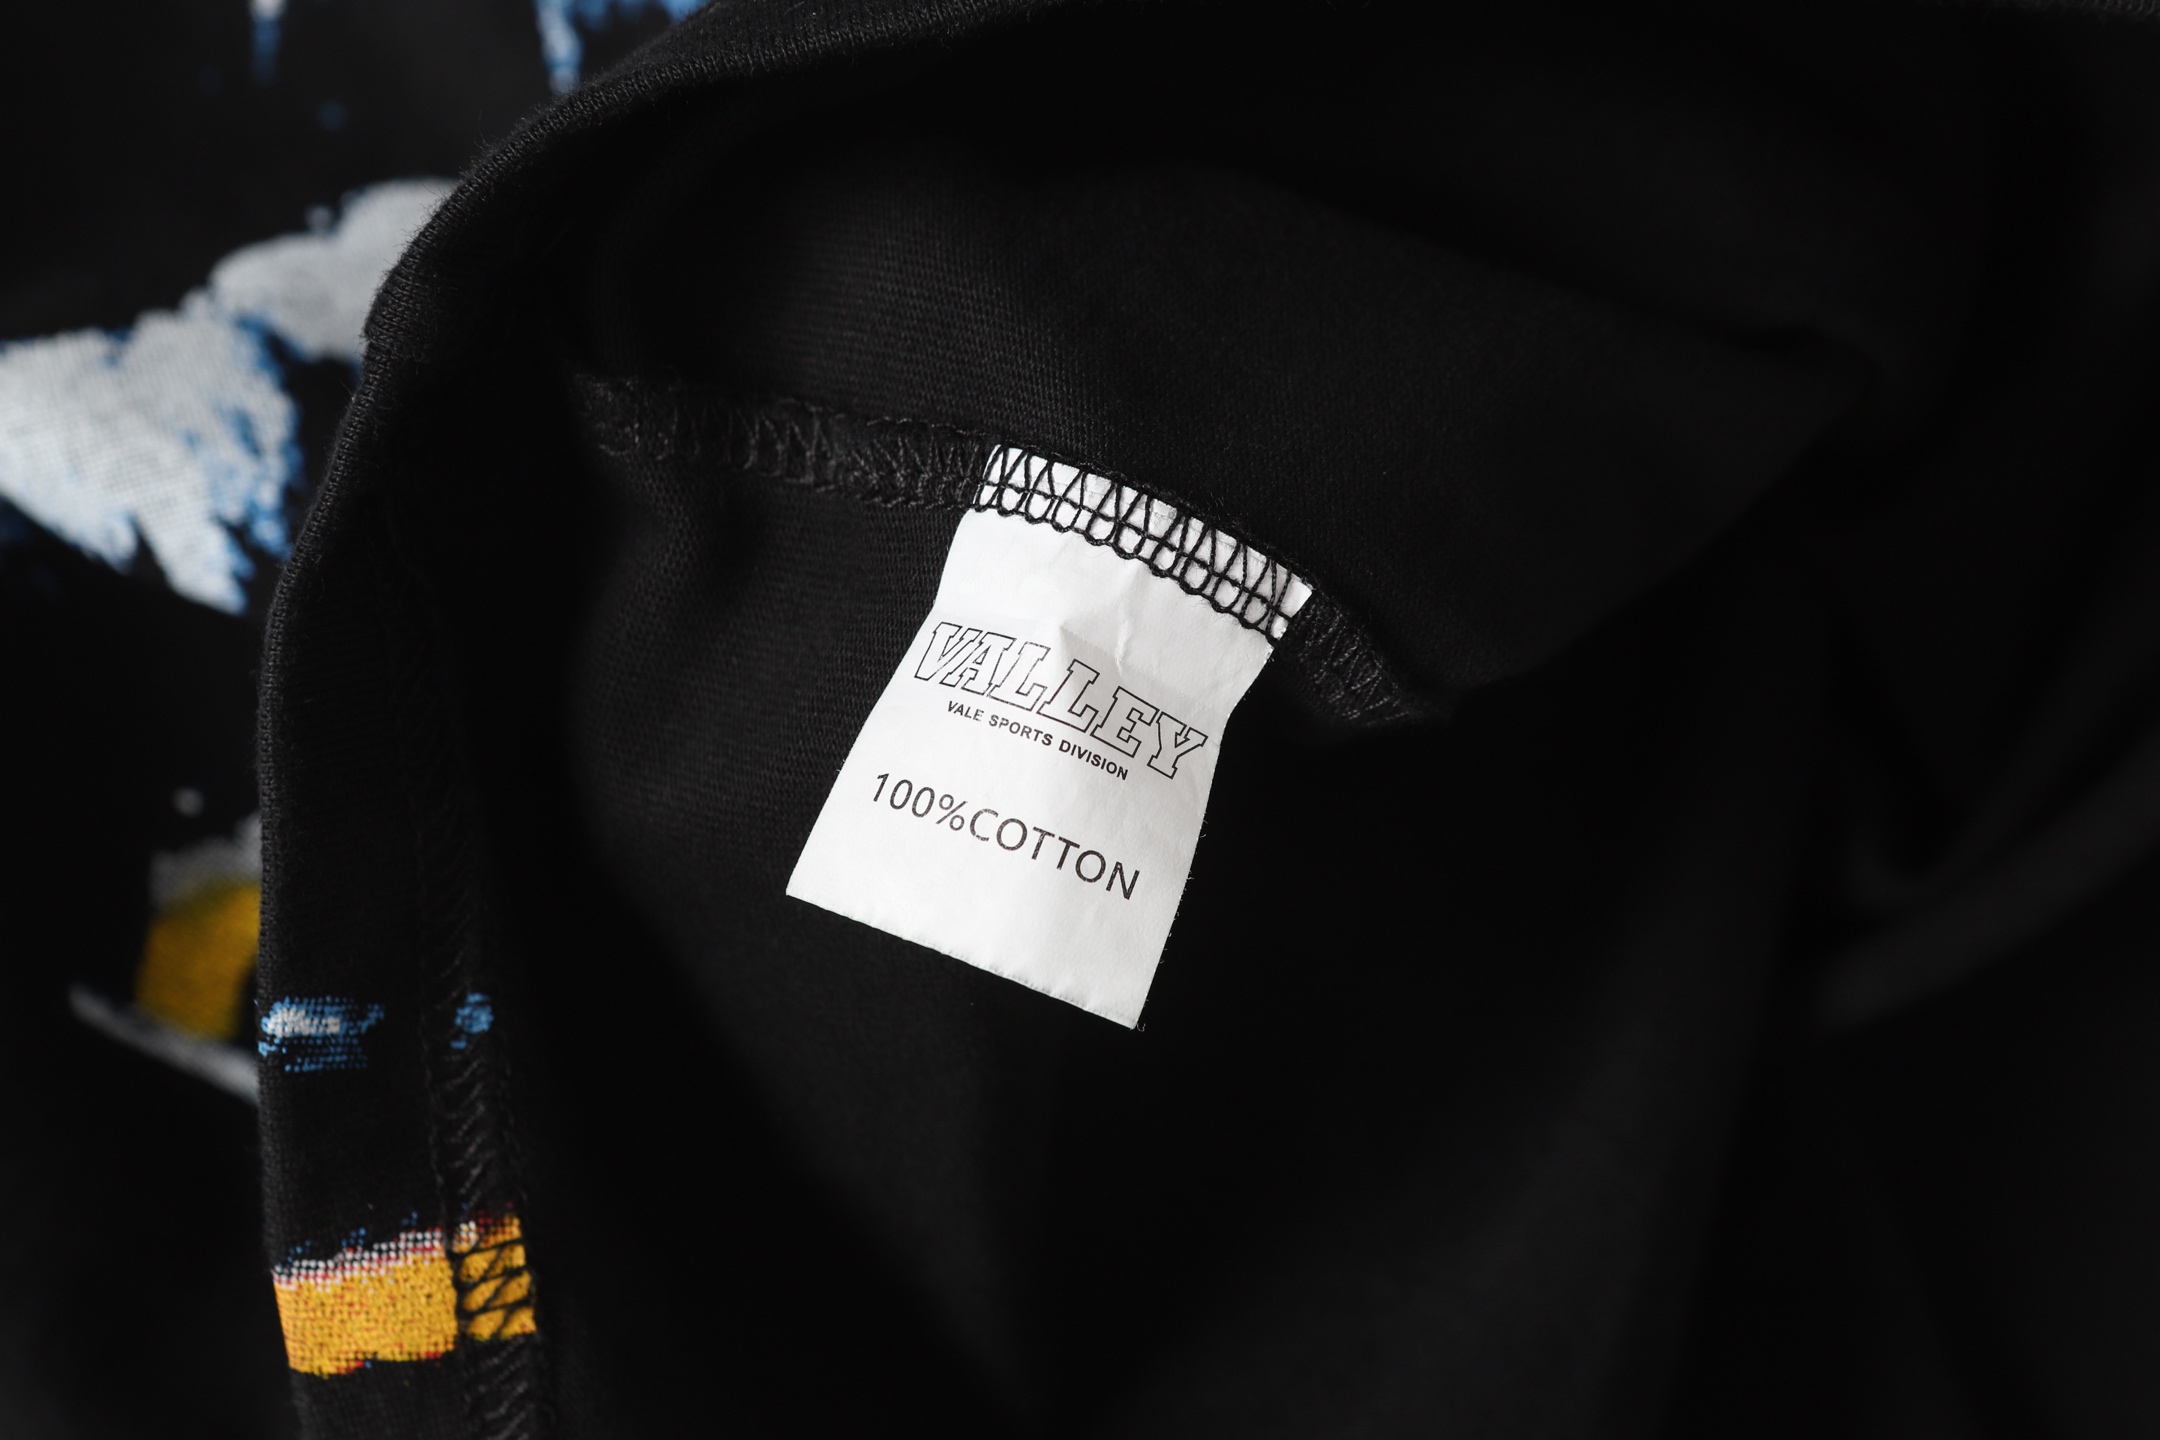 VALLEY
VALE SPORTS DIVISION
100%COTTON